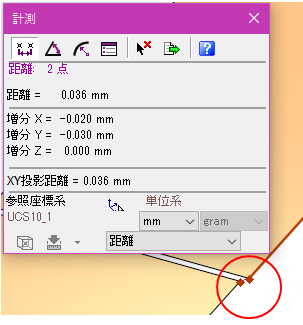 計測
距離: 2 点
距離 = 0.036 mm
増分 X = -0.020 mm
増分 Y = -0.030 mm
増分 Z = 0.000 mm
XY投影距離 = 0.036 mm
参照座標系 単位系
UCS10_1 mm gram
距離